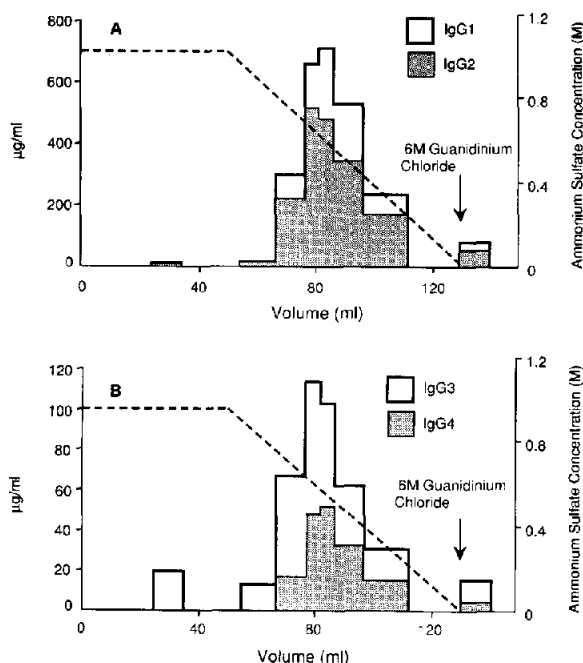 A
IgG1
IgG2
6M Guanidinium
Chloride
800
600
400
200
0
µg/ml
0
40
80
120
Volume (ml)
1.2
0.8
0.4
0
Ammonium Sulfate Concentration (M)
B
IgG3
IgG4
6M Guanidinium
Chloride
120
100
80
60
40
20
0
µg/ml
0
40
80
120
Volume (ml)
1.2
0.8
0.4
0
Ammonium Sulfate Concentration (M)